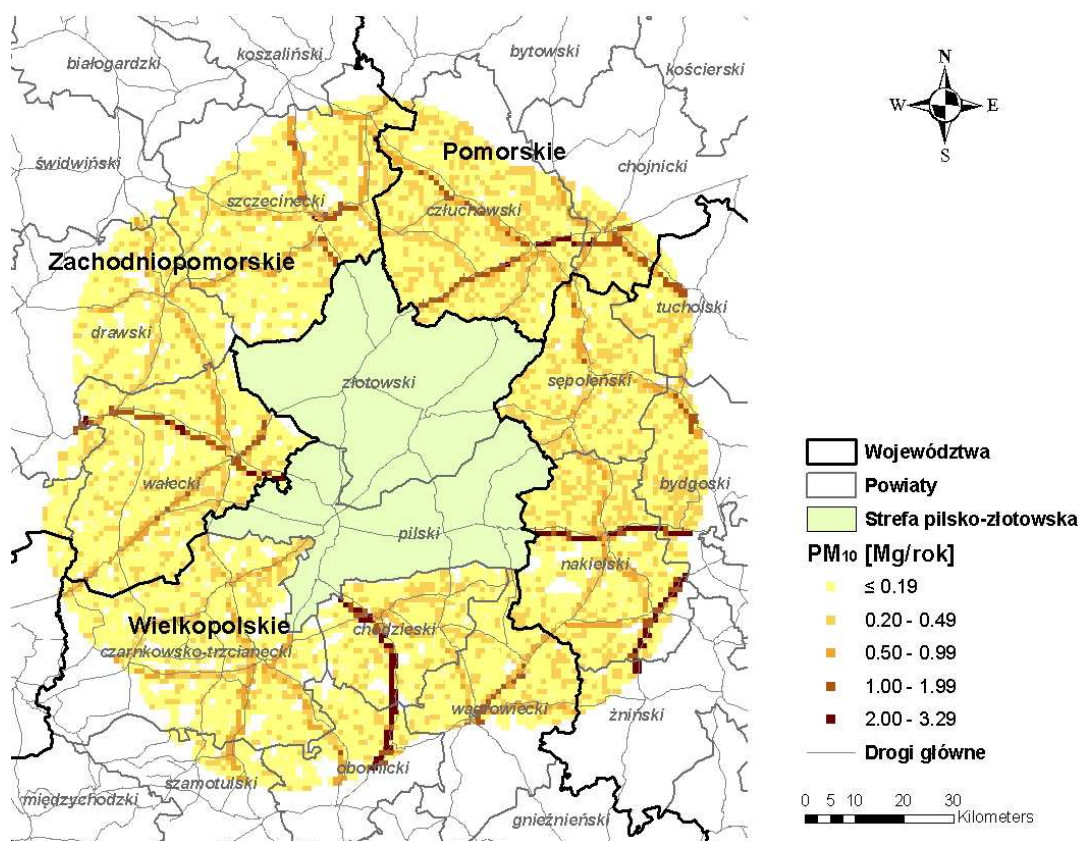 koszaliński
bytowski
białogardzki
kościerski
świdwiński
Pomorskie
chojnicki
szczecinecki
człuchowski
Zachodniopomorskie
tucholski
drawski
złotowski
sępoleński
wałecki
bydgoski
pilski
nakielski
Wielkopolskie
chodzieski
czarnkowsko-trzcianecki
wągrowiecki
żniński
obornicki
szamotulski
międzychodzki
gnieźnieński
N
W E
S
Województwa
Powiaty
Strefa pilsko-złotowska
PM10 [Mg/rok]
≤ 0.19
0.20 - 0.49
0.50 - 0.99
1.00 - 1.99
2.00 - 3.29
Drogi główne
0 5 10 20 30
Kilometers